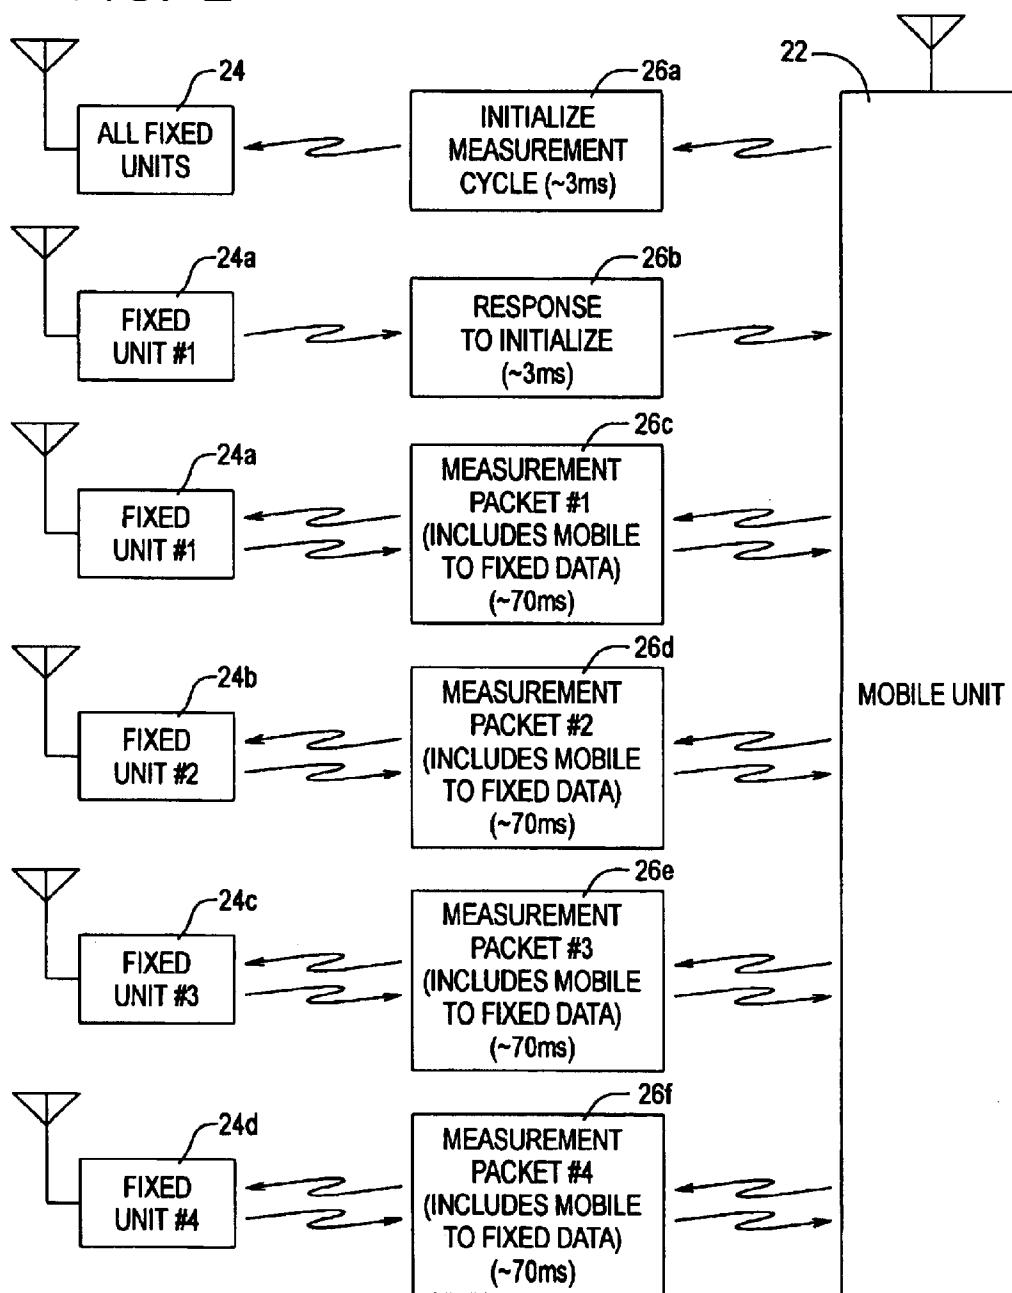 22
24
26a
ALL FIXED
UNITS
INITIALIZE
MEASUREMENT
CYCLE (~3ms)
24a
26b
FIXED
UNIT #1
RESPONSE
TO INITIALIZE
(~3ms)
24a
26c
FIXED
UNIT #1
MEASUREMENT
PACKET #1
(INCLUDES MOBILE
TO FIXED DATA)
(~70ms)
24b
26d
FIXED
UNIT #2
MEASUREMENT
PACKET #2
(INCLUDES MOBILE
TO FIXED DATA)
(~70ms)
MOBILE UNIT
24c
26e
FIXED
UNIT #3
MEASUREMENT
PACKET #3
(INCLUDES MOBILE
TO FIXED DATA)
(~70ms)
24d
26f
FIXED
UNIT #4
MEASUREMENT
PACKET #4
(INCLUDES MOBILE
TO FIXED DATA)
(~70ms)